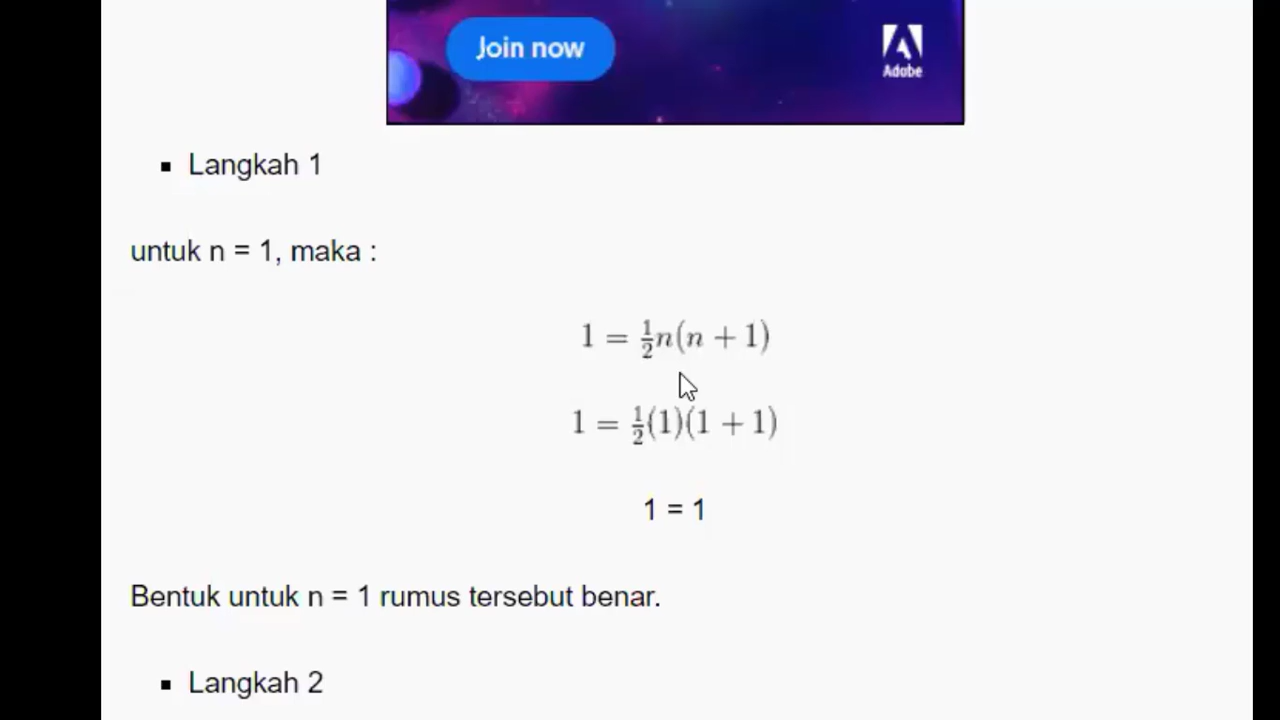 Join now
Adobe
Langkah 1
untuk n = 1, maka :
1 = ½n(n + 1)
1 = ½(1)(1 + 1)
1 = 1
Bentuk untuk n = 1 rumus tersebut benar.
Langkah 2